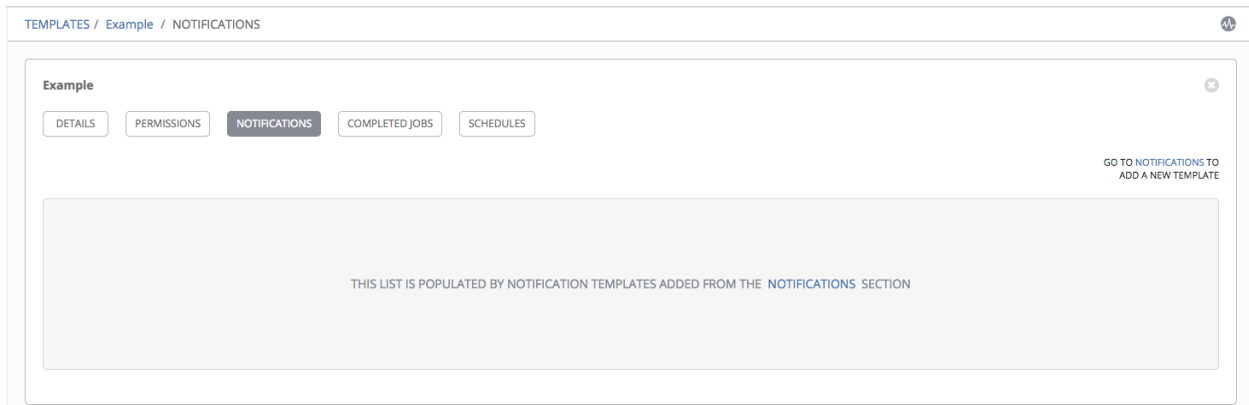 TEMPLATES / Example / NOTIFICATIONS
Example
DETAILS PERMISSIONS NOTIFICATIONS COMPLETED JOBS SCHEDULES
GO TO NOTIFICATIONS TO
ADD A NEW TEMPLATE
THIS LIST IS POPULATED BY NOTIFICATION TEMPLATES ADDED FROM THE NOTIFICATIONS SECTION